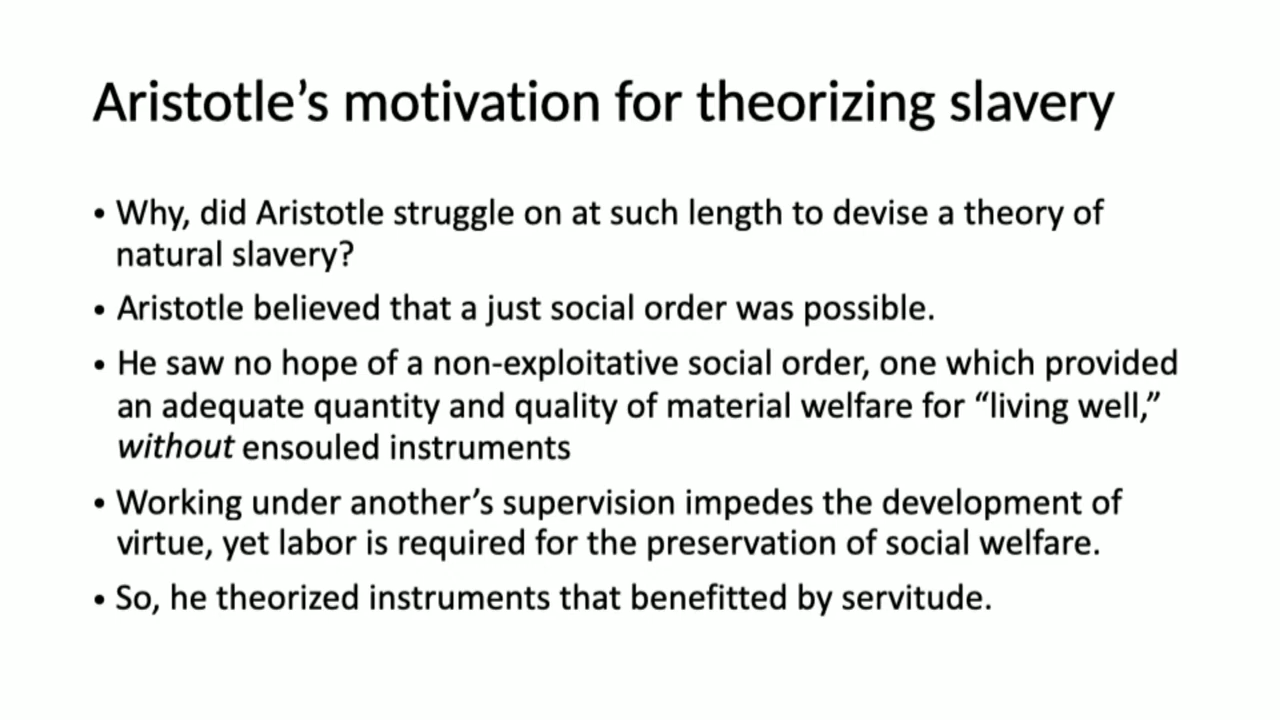 Aristotle’s motivation for theorizing slavery
• Why, did Aristotle struggle on at such length to devise a theory of
natural slavery?
• Aristotle believed that a just social order was possible.
• He saw no hope of a non-exploitative social order, one which provided
an adequate quantity and quality of material welfare for “living well,”
without ensouled instruments
• Working under another’s supervision impedes the development of
virtue, yet labor is required for the preservation of social welfare.
• So, he theorized instruments that benefitted by servitude.